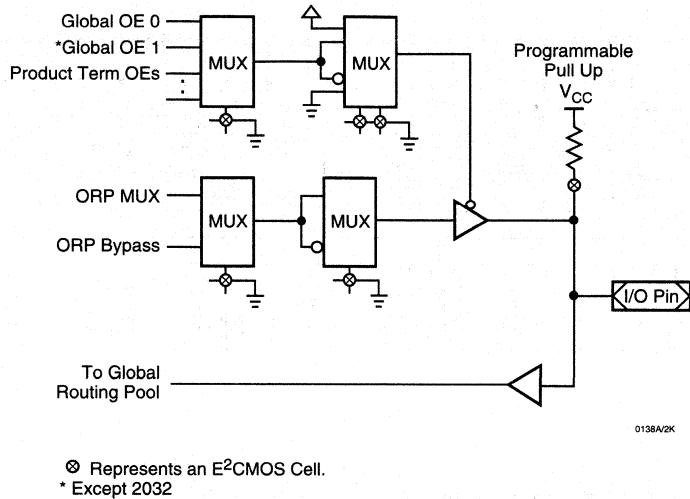 Global OE 0
*Global OE 1
Product Term OEs
MUX
MUX
Programmable
Pull Up
VCC
ORP MUX
ORP Bypass
MUX
MUX
I/O Pin
To Global
Routing Pool
0138A/2K
⊗ Represents an E²CMOS Cell.
* Except 2032